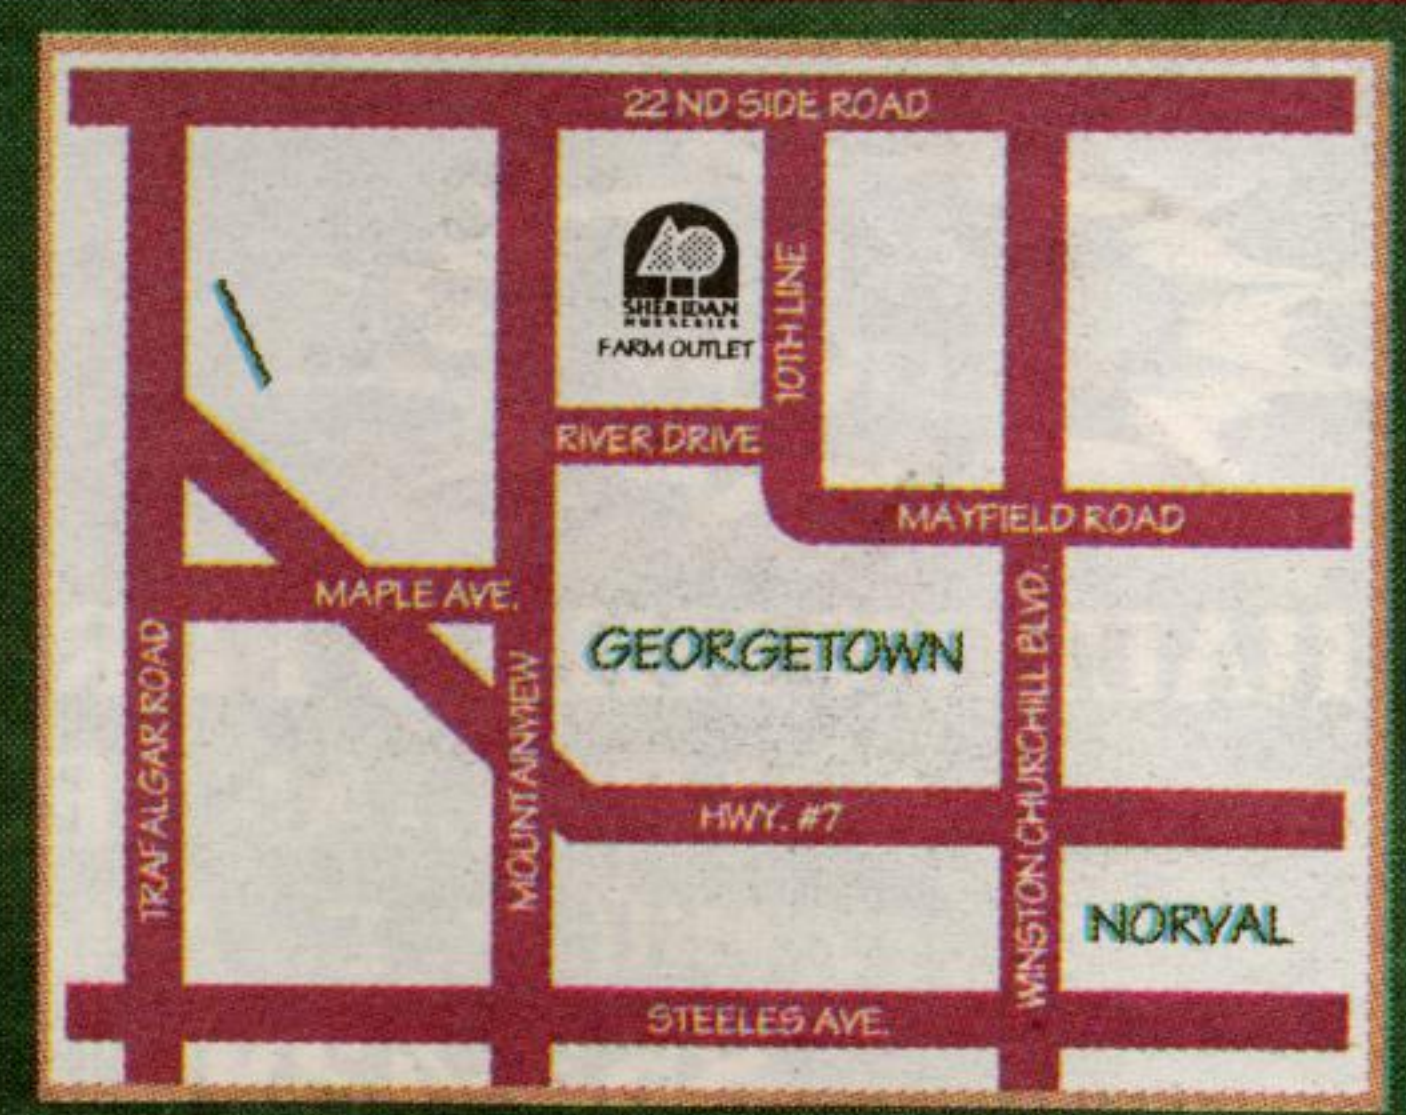 22 ND SIDE ROAD
SHERIDAN
NURSERIES
FARM OUTLET
10TH LINE
RIVER DRIVE
MAYFIELD ROAD
MAPLE AVE.
GEORGETOWN
TRAFALGAR ROAD
MOUNTAINVIEW
WINSTON CHURCHILL BLVD.
HWY. #7
NORVAL
STEELES AVE.